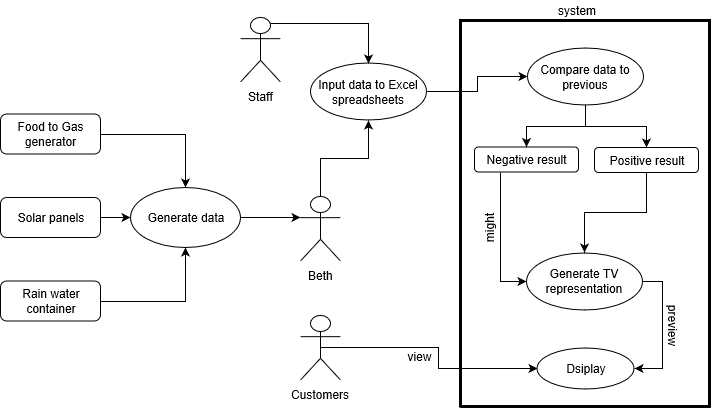 system
Staff
Input data to Excel
spreadsheets
Compare data to
previous
Food to Gas
generator
Negative result
Positive result
Solar panels
Generate data
might
Beth
Generate TV
representation
Rain water
container
preview
view
Dsiplay
Customers